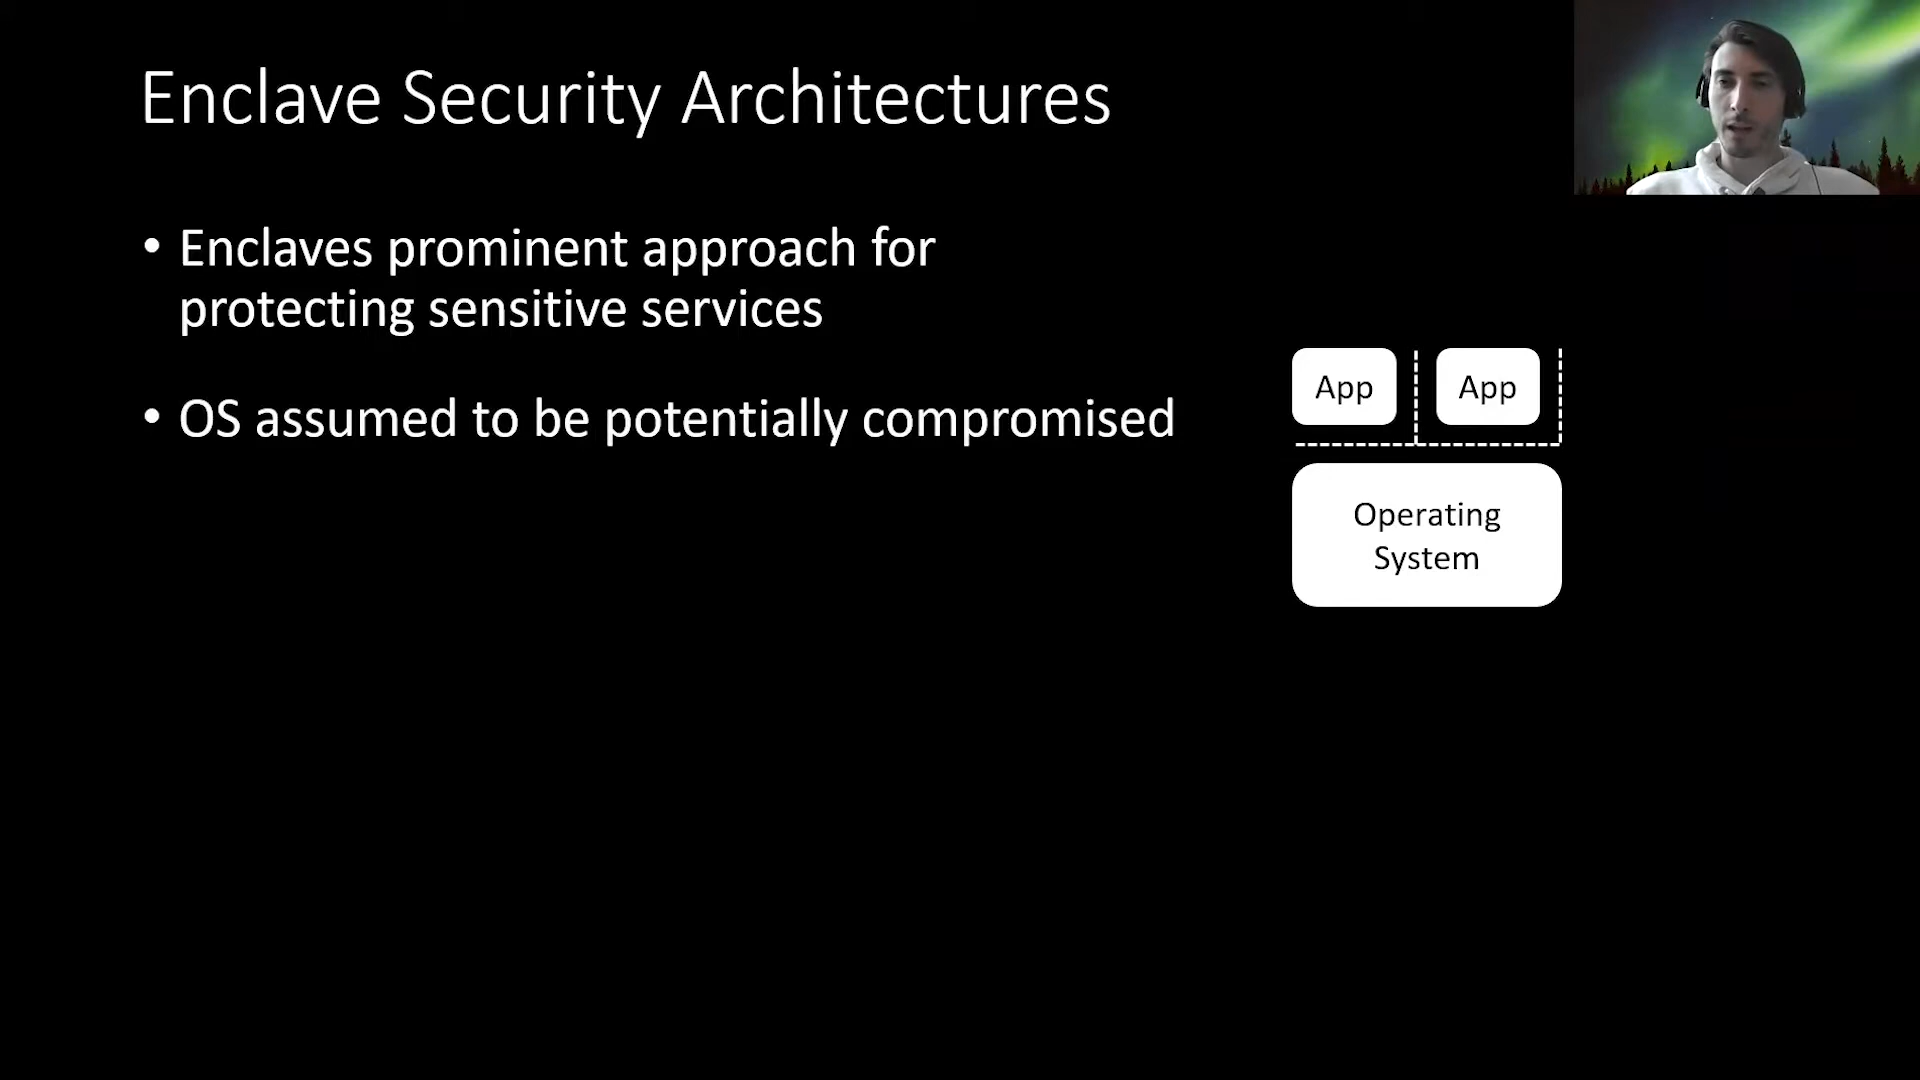 Enclave Security Architectures
• Enclaves prominent approach for
protecting sensitive services
• OS assumed to be potentially compromised
App
App
Operating
System